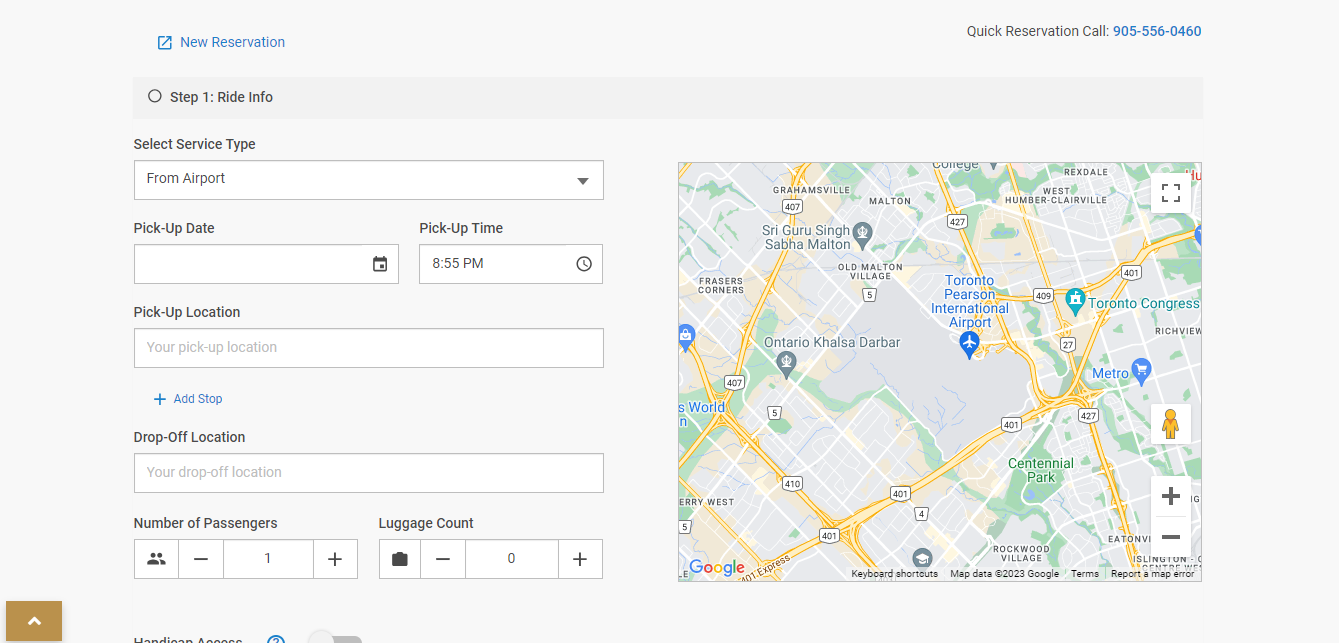 New Reservation
Quick Reservation Call: 905-556-0460
Step 1: Ride Info
Select Service Type
From Airport
Pick-Up Date
Pick-Up Time
8:55 PM
Pick-Up Location
Your pick-up location
Add Stop
Drop-Off Location
Your drop-off location
Number of Passengers
Luggage Count
1
0
Handicap Access
?
College
REXDALE
Hu
GRAHAMSVILLE
WEST
HUMBER-CLAIRVILLE
MALTON
407
427
Sri Guru Singh
Sabha Malton
OLD MALTON
VILLAGE
401
FRASERS
CORNERS
5
Toronto
Pearson
International
Airport
409
Toronto Congress
RICHVIEW
Ontario Khalsa Darbar
27
Metro
407
s World
n
5
427
401
Centennial
Park
410
401
ERRY WEST
4
5
401
EATONVI
ROCKWOOD
VILLAGE
ISLINGTON - C
CENTRE WES
LE
Google
401 Express
Keyboard shortcuts
Map data ©2023 Google
Terms
Report a map error